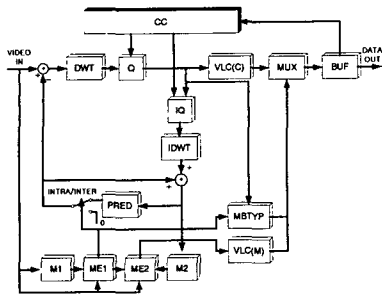 CC
VIDEO
IN
DATA
OUT
+
−
DWT
Q
VLC(C)
MUX
BUF
IQ
IDWT
+
+
INTRA/INTER
PRED
MBTYP
VLC(M)
M1
ME1
ME2
M2